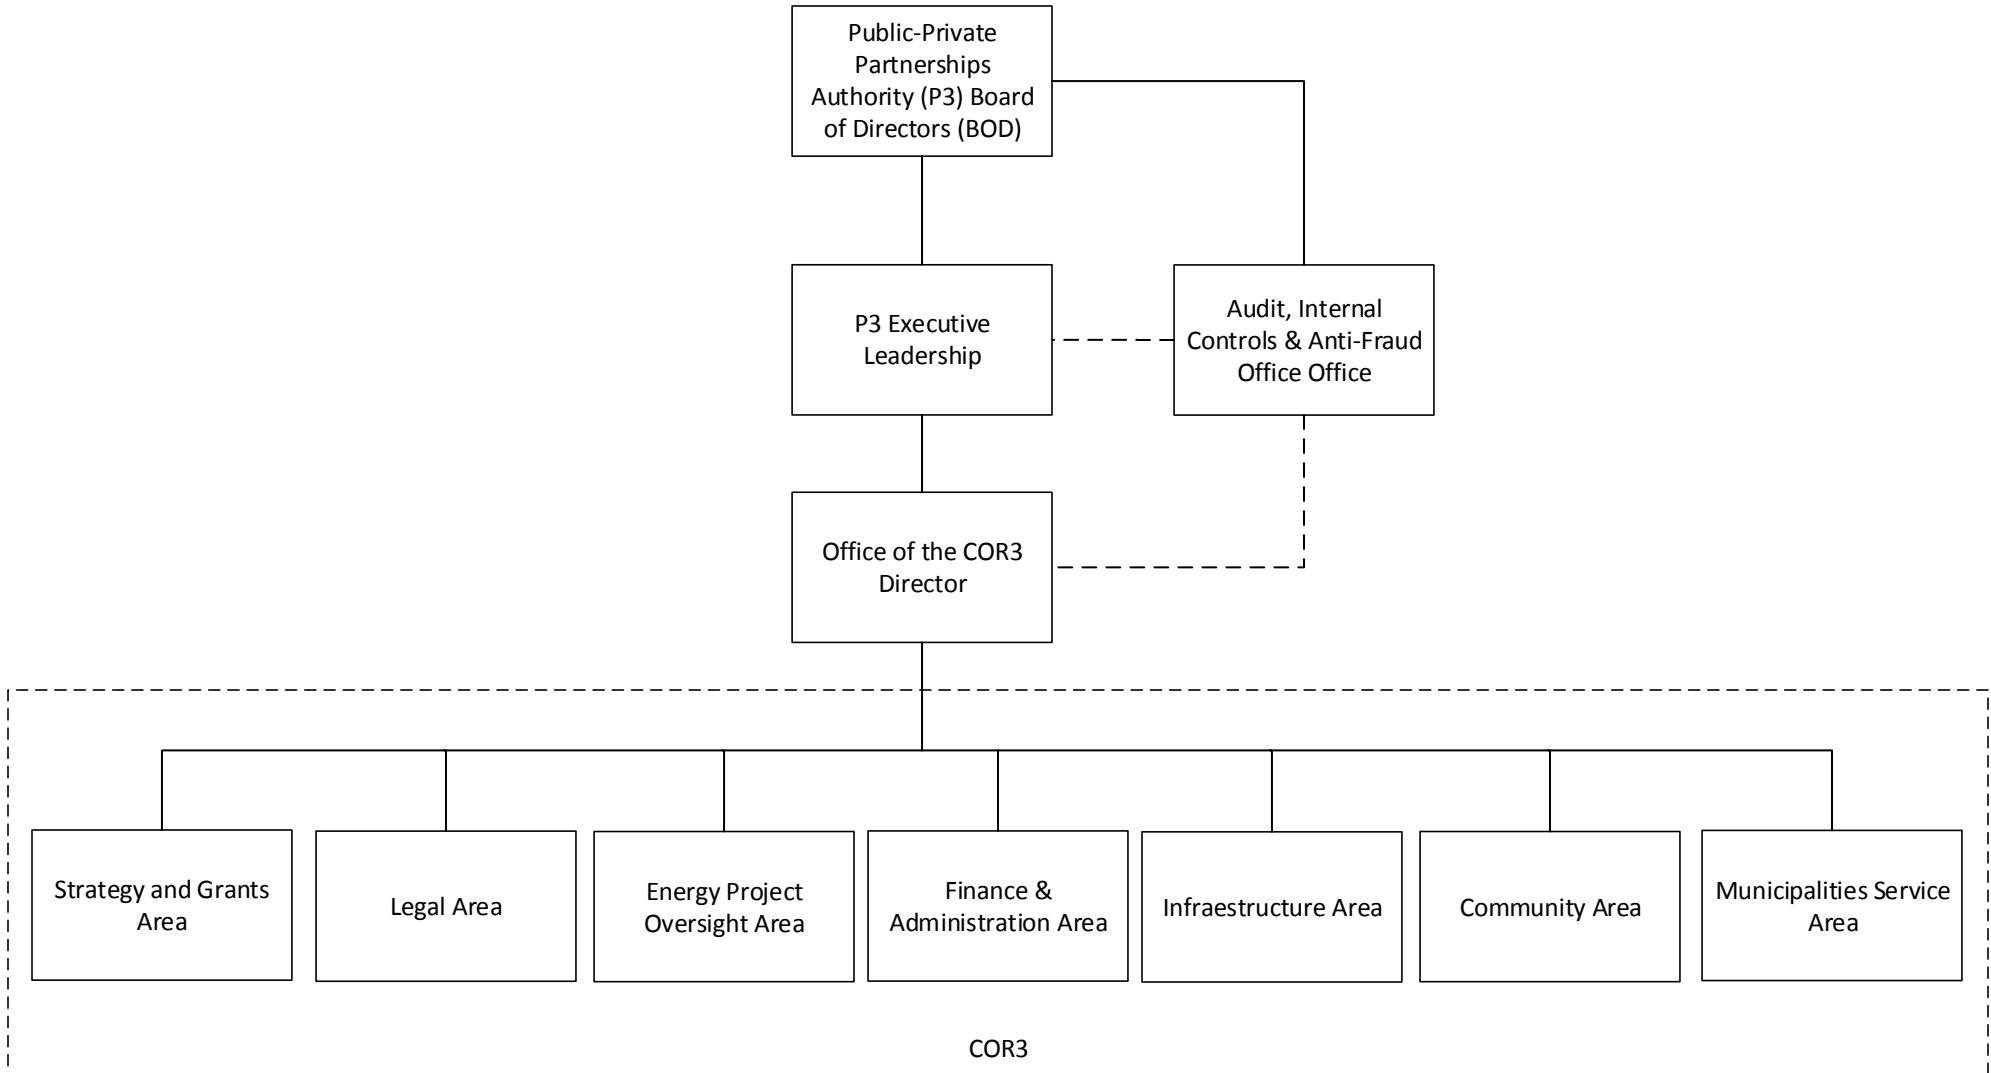 Public-Private
Partnerships
Authority (P3) Board
of Directors (BOD)
P3 Executive
Leadership
Audit, Internal
Controls & Anti-Fraud
Office Office
Office of the COR3
Director
Strategy and Grants
Area
Legal Area
Energy Project
Oversight Area
Finance &
Administration Area
Infraestructure Area
Community Area
Municipalities Service
Area
COR3